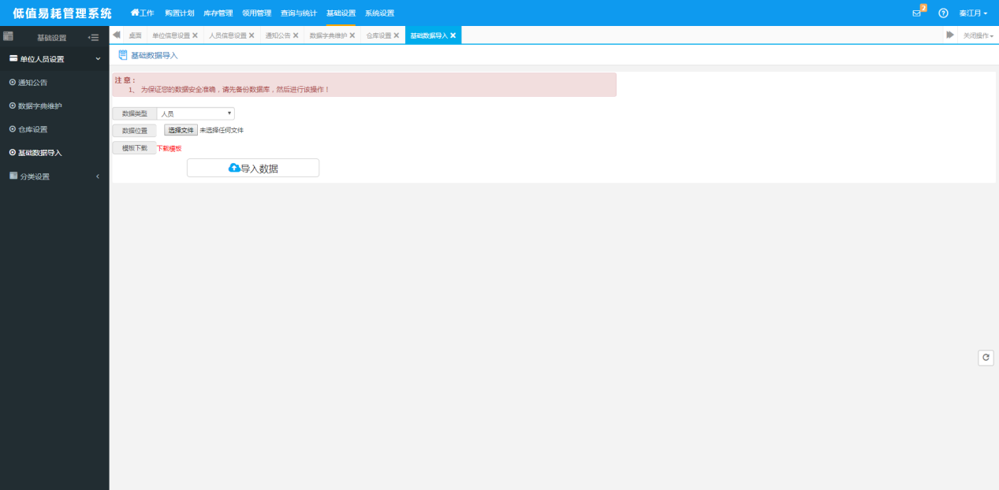 低值易耗管理系统 工作 购置计划 库存管理 领用管理 查询与统计 基础设置 系统设置 2 秦江月
基础设置 桌面 单位信息设置 人员信息设置 通知公告 数据字典维护 仓库设置 基础数据导入 关闭操作
单位人员设置
通知公告
数据字典维护
仓库设置
基础数据导入
分类设置
基础数据导入
注 意：
1、 为保证您的数据安全准确，请先备份数据库，然后进行该操作！
数据类型 人员
数据位置 选择文件 未选择任何文件
模板下载 下载模板
导入数据